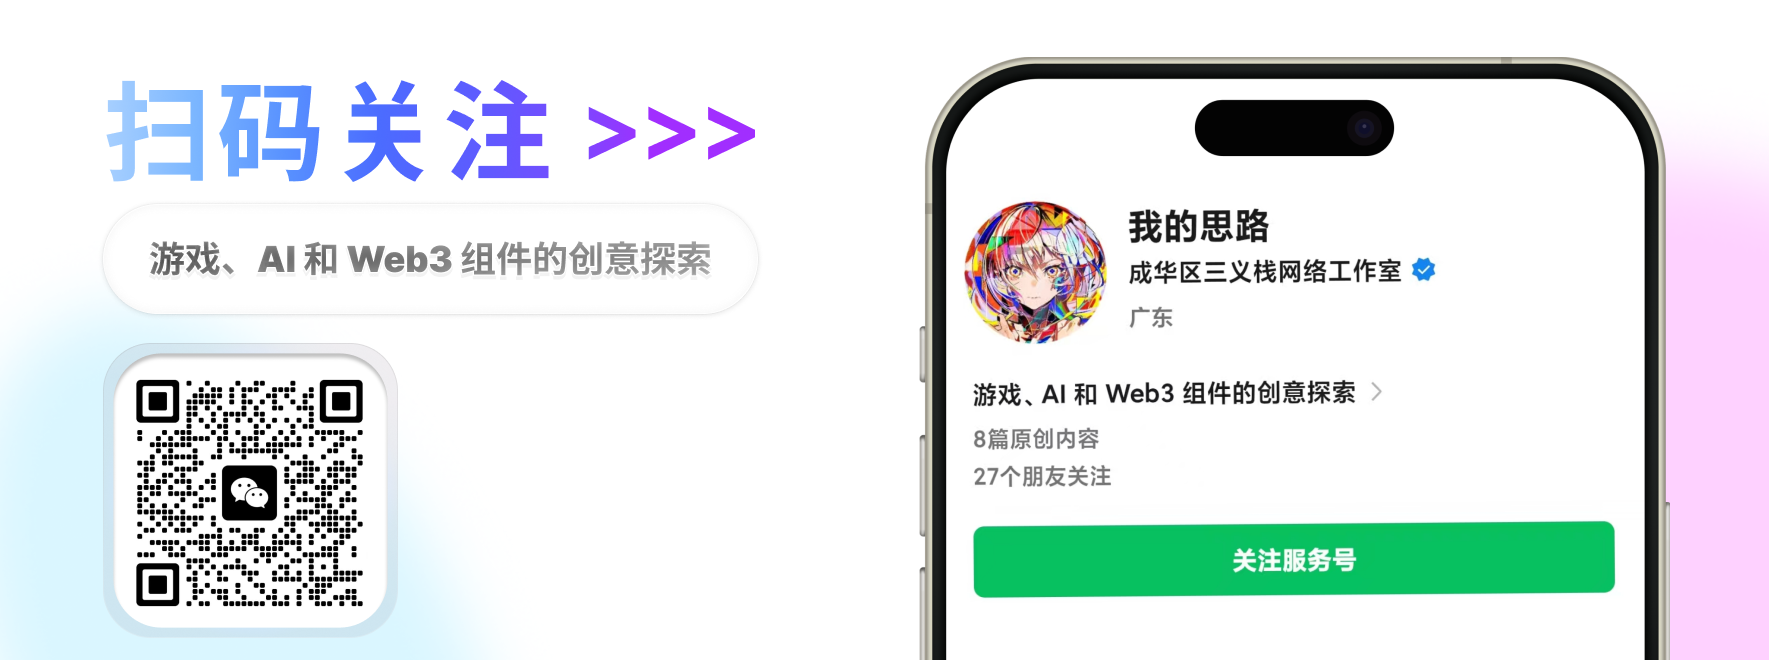 扫码关注 >>>
游戏、AI 和 Web3 组件的创意探索
我的思路
成华区三义栈网络工作室
广东
游戏、AI 和 Web3 组件的创意探索
8篇原创内容
27个朋友关注
关注服务号